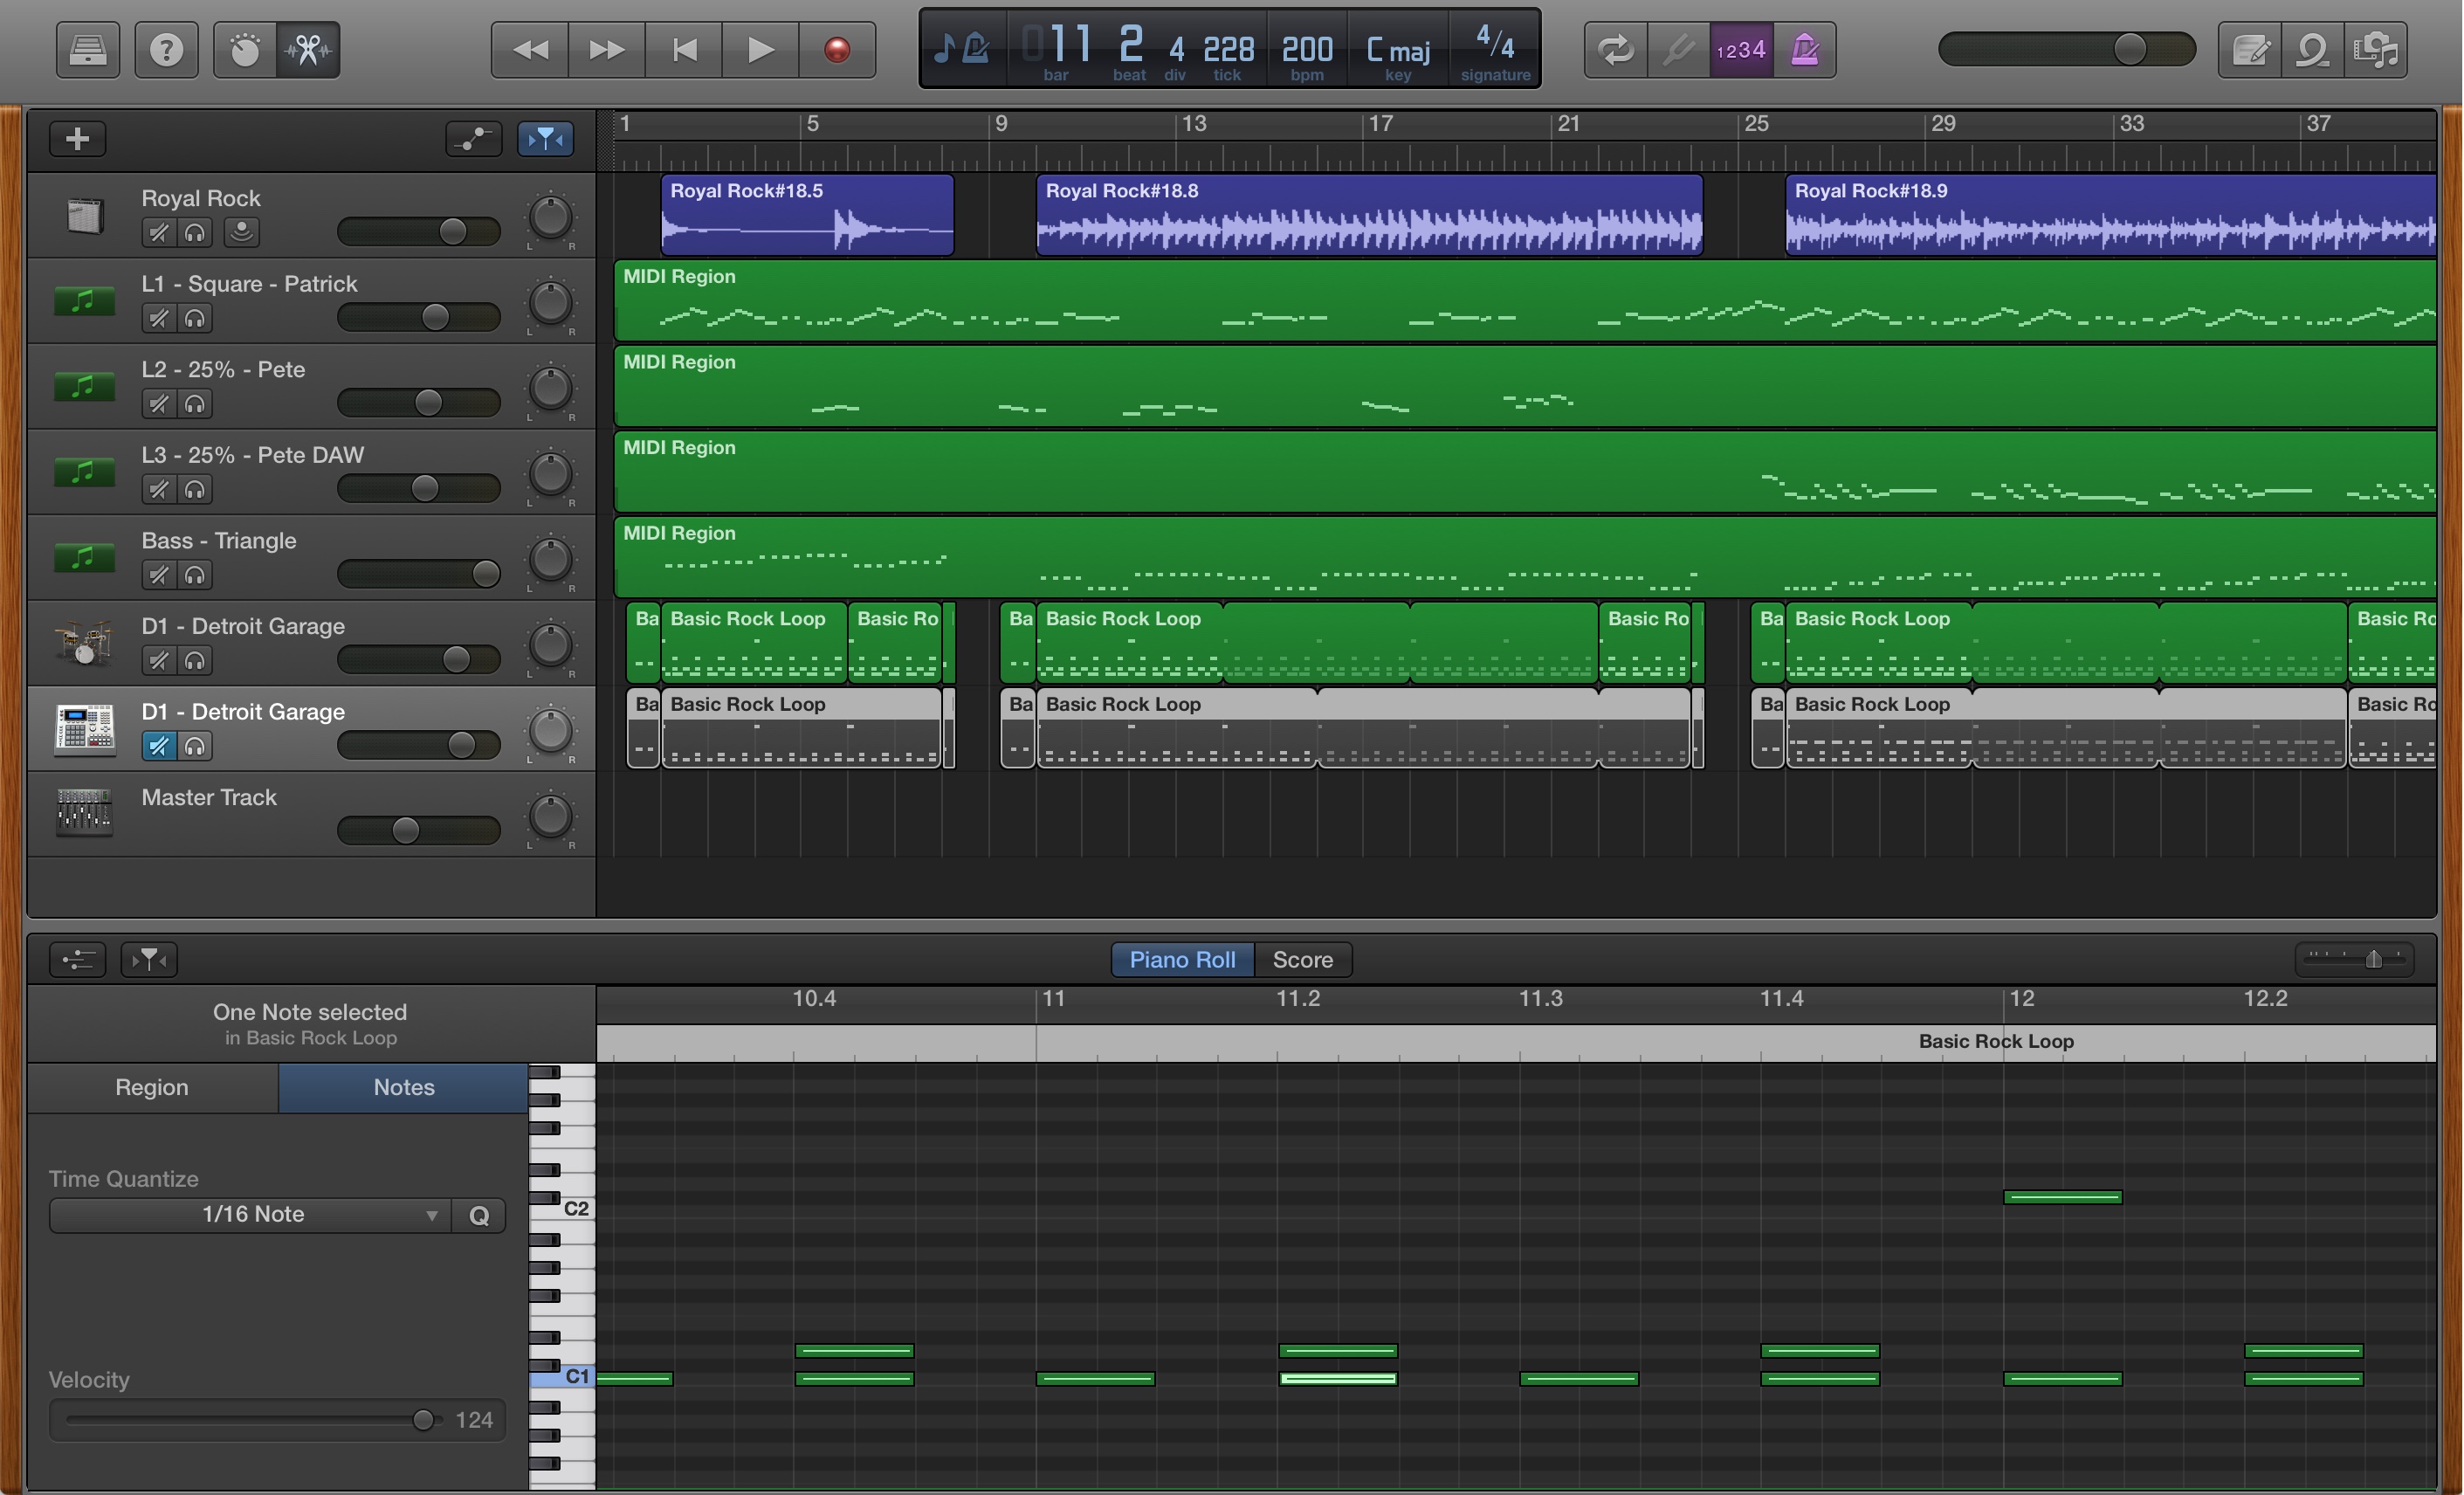 ?
011 2 4 228 200 C maj 4/4
bar beat div tick bpm key signature
1234
1 5 9 13 17 21 25 29 33 37
Royal Rock
L R
Royal Rock#18.5 Royal Rock#18.8 Royal Rock#18.9
L1 - Square - Patrick
L R
MIDI Region
L2 - 25% - Pete
L R
MIDI Region
L3 - 25% - Pete DAW
L R
MIDI Region
Bass - Triangle
L R
MIDI Region
D1 - Detroit Garage
L R
Ba Basic Rock Loop Basic Ro Ba Basic Rock Loop Basic Ro Ba Basic Rock Loop Basic Ro
D1 - Detroit Garage
L R
Ba Basic Rock Loop Ba Basic Rock Loop Ba Basic Rock Loop Basic Ro
Master Track
L R
Piano Roll Score
One Note selected
in Basic Rock Loop
10.4 11 11.2 11.3 11.4 12 12.2
Basic Rock Loop
Region Notes
Time Quantize
1/16 Note Q
C2
C1
Velocity
124